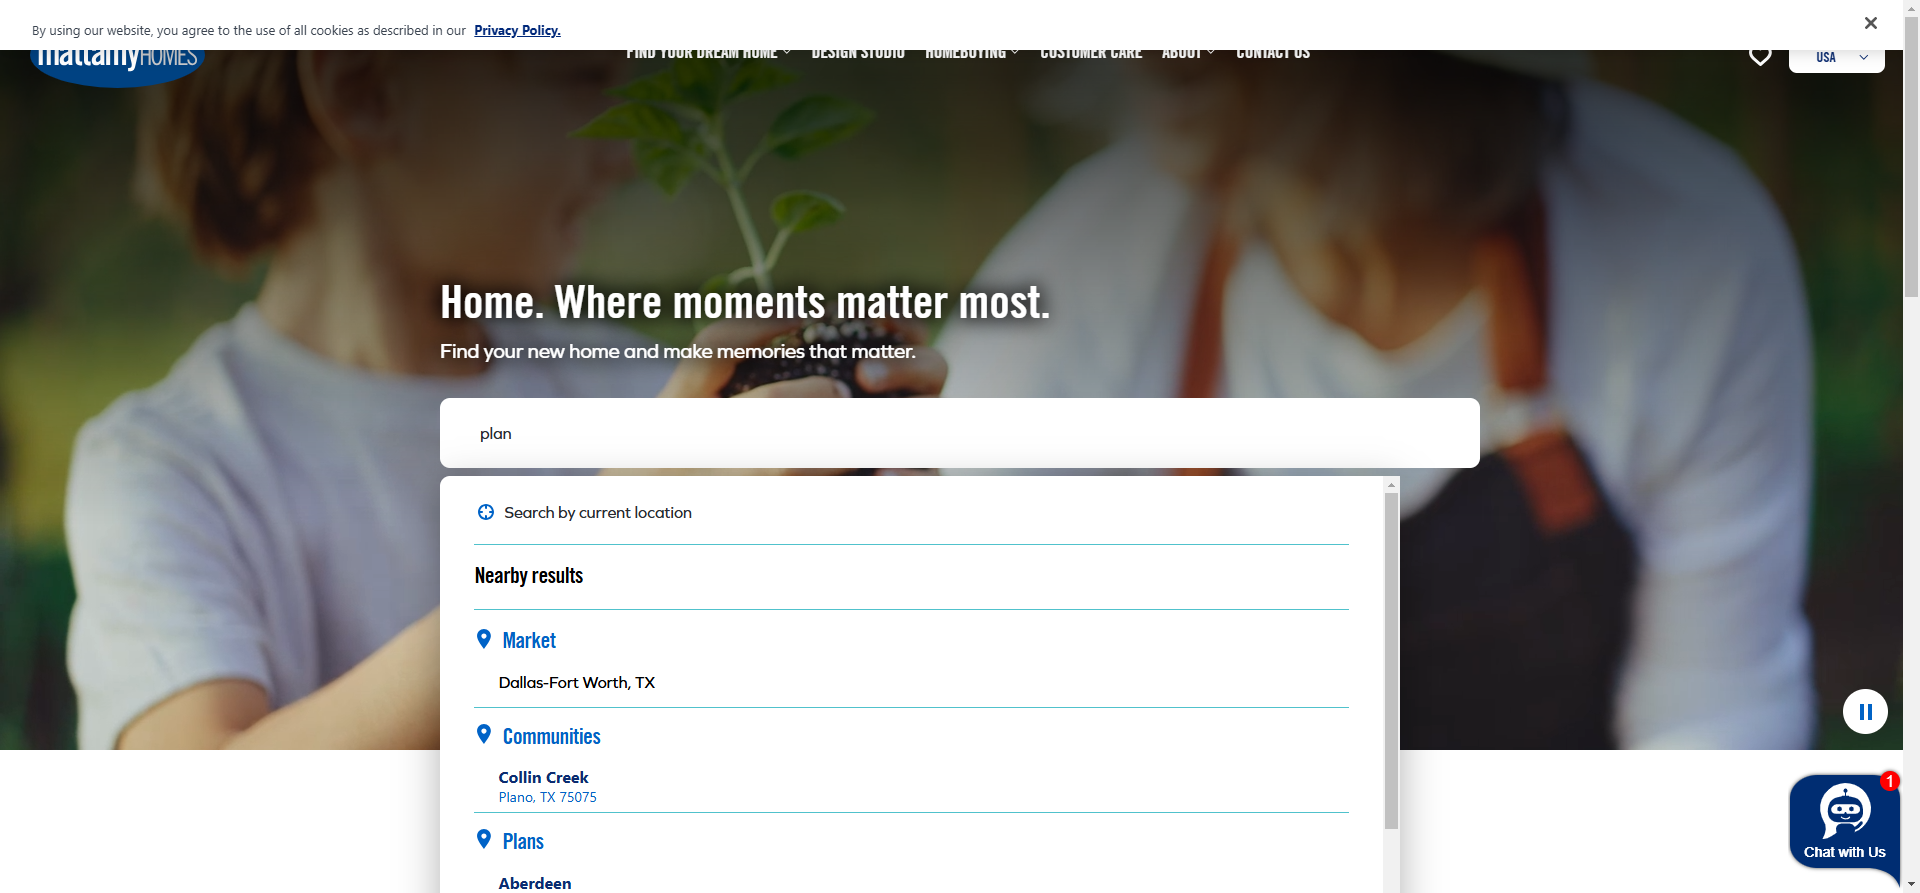 By using our website, you agree to the use of all cookies as described in our Privacy Policy.
mattamyHOMES
FIND YOUR DREAM HOME
DESIGN STUDIO
HOMEBUYING
CUSTOMER CARE
ABOUT
CONTACT US
USA
Home. Where moments matter most.
Find your new home and make memories that matter.
plan
Search by current location
Nearby results
Market
Dallas-Fort Worth, TX
Communities
Collin Creek
Plano, TX 75075
Plans
Aberdeen
1
Chat with Us